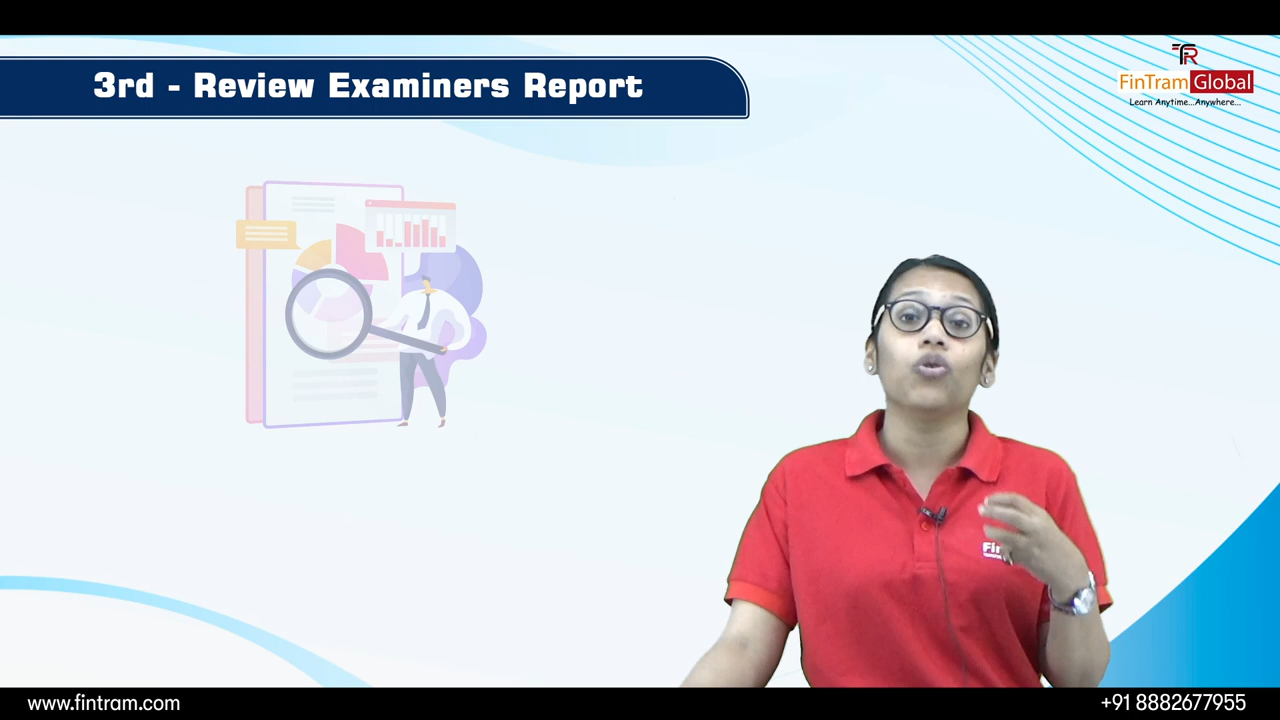 3rd - Review Examiners Report
FinTram Global
Learn Anytime...Anywhere...
www.fintram.com
+91 8882677955